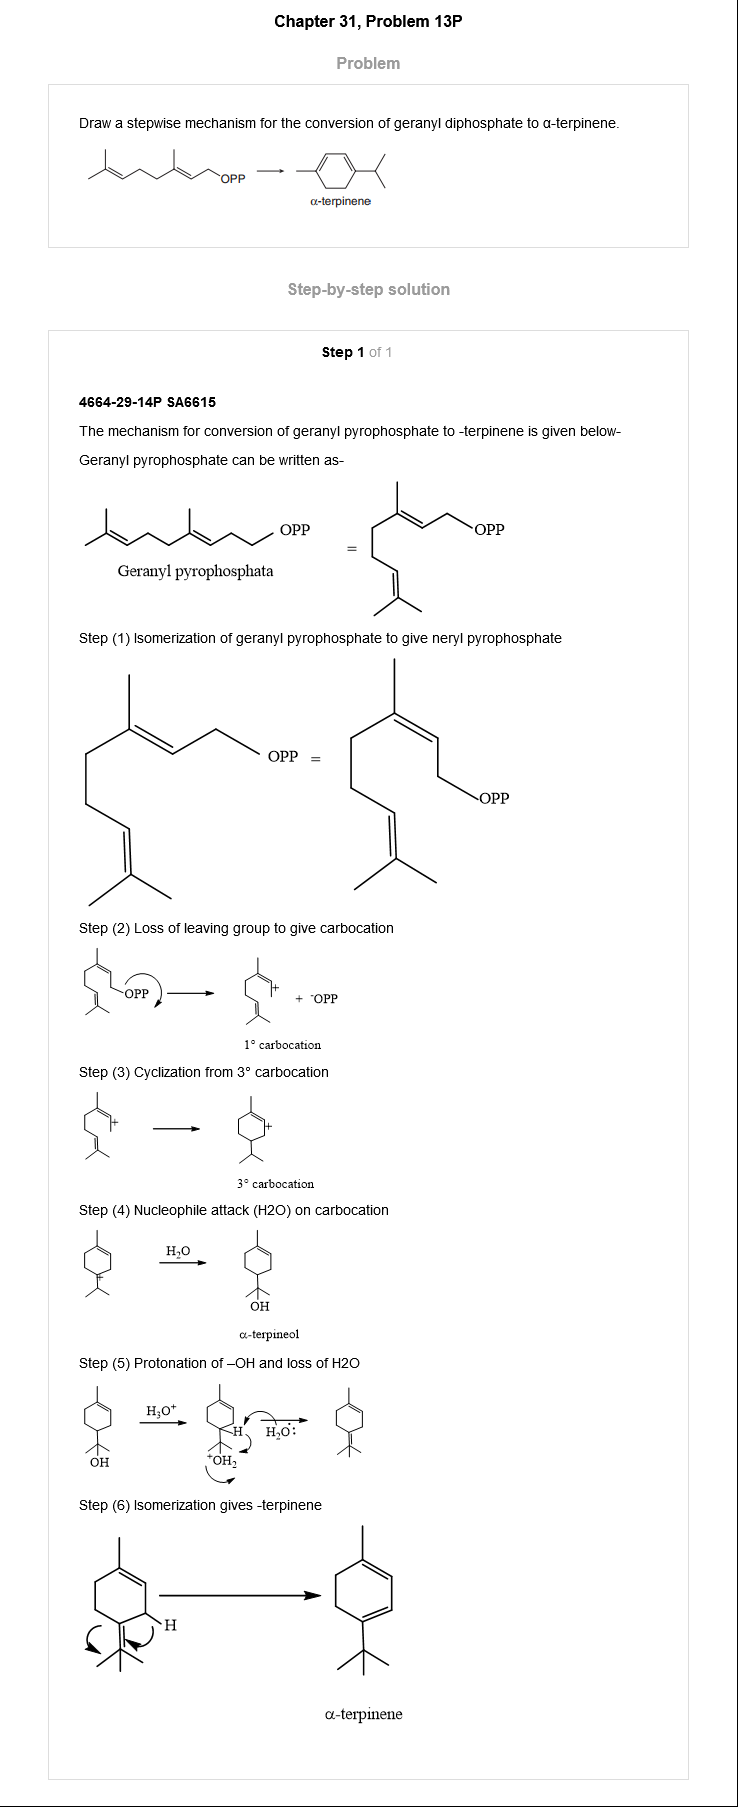 Chapter 31, Problem 13P
Problem
Draw a stepwise mechanism for the conversion of geranyl diphosphate to α-terpinene.
OPP
α-terpinene
Step-by-step solution
Step 1 of 1
4664-29-14P SA6615
The mechanism for conversion of geranyl pyrophosphate to -terpinene is given below-
Geranyl pyrophosphate can be written as-
OPP = OPP
Geranyl pyrophosphata
Step (1) Isomerization of geranyl pyrophosphate to give neryl pyrophosphate
OPP = OPP
Step (2) Loss of leaving group to give carbocation
OPP + + ⁻OPP
1° carbocation
Step (3) Cyclization from 3° carbocation
+ +
3° carbocation
Step (4) Nucleophile attack (H2O) on carbocation
+ H₂O OH
α-terpineol
Step (5) Protonation of –OH and loss of H2O
OH H₃O⁺ H ⁺OH₂ H₂O:
Step (6) Isomerization gives -terpinene
H
α-terpinene